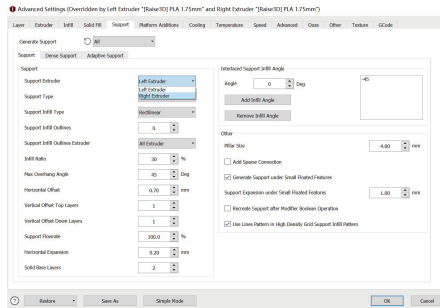 Advanced Settings (Overridden by Left Extruder "[Raise3D] PLA 1.75mm" and Right Extruder "[Raise3D] PLA 1.75mm")
Layer Extruder Infill Solid Fill Support Platform Additions Cooling Temperature Speed Advanced Ooze Other Texture GCode
Generate Support All
Support Dense Support Adaptive Support
Support
Support Extruder Left Extruder
Left Extruder
Support Type Right Extruder
Support Infill Type Rectilinear
Support Infill Outlines 0
Support Infill Outlines Extruder All Extruder
Infill Ratio 30 %
Max Overhang Angle 45 Deg
Horizontal Offset 0.70 mm
Vertical Offset Top Layers 1
Vertical Offset Down Layers 1
Support Flowrate 100.0 %
Horizontal Expansion 0.20 mm
Solid Base Layers 2
Interfaced Support Infill Angle
Angle 0 Deg
-45
Add Infill Angle
Remove Infill Angle
Other
Pillar Size 4.00 mm
Add Sparse Connection
Generate Support under Small Floated Features
Support Expansion under Small Floated Features 1.00 mm
Recreate Support after Modifier Boolean Operation
Use Lines Pattern in High Density Grid Support Infill Pattern
? Restore Save As Simple Mode OK Cancel